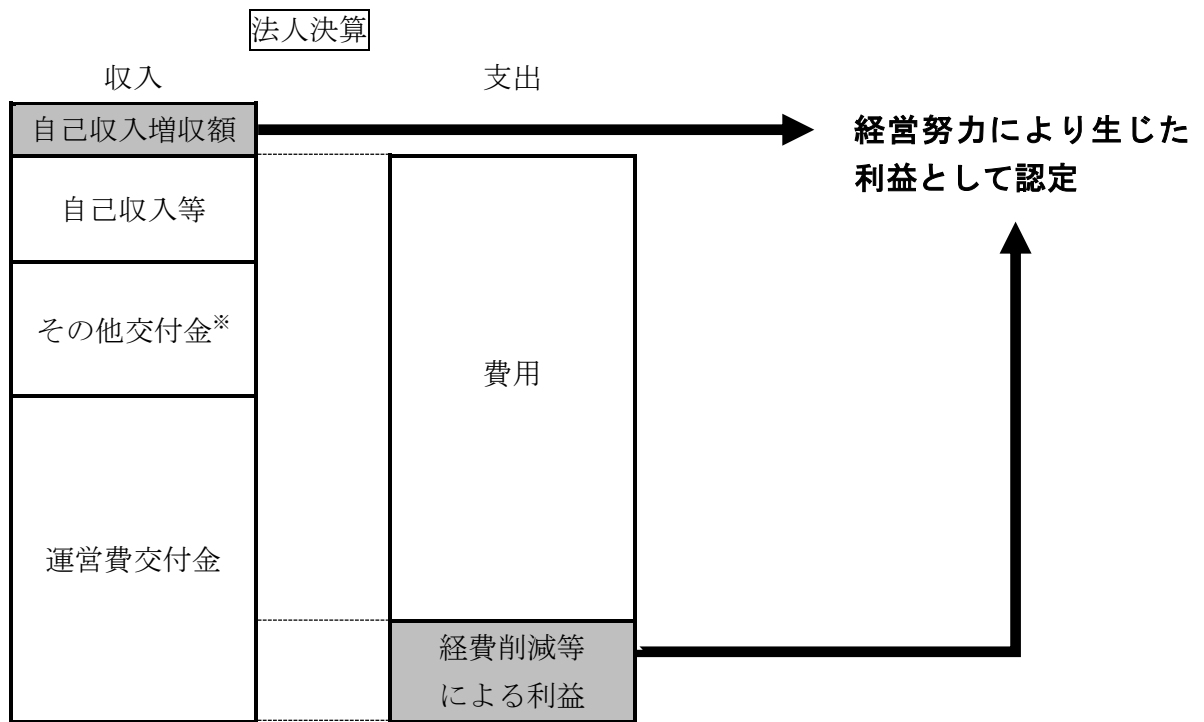 法人決算
収入
支出
自己収入増収額
経営努力により生じた
利益として認定
自己収入等
その他交付金※
費用
運営費交付金
経費削減等
による利益